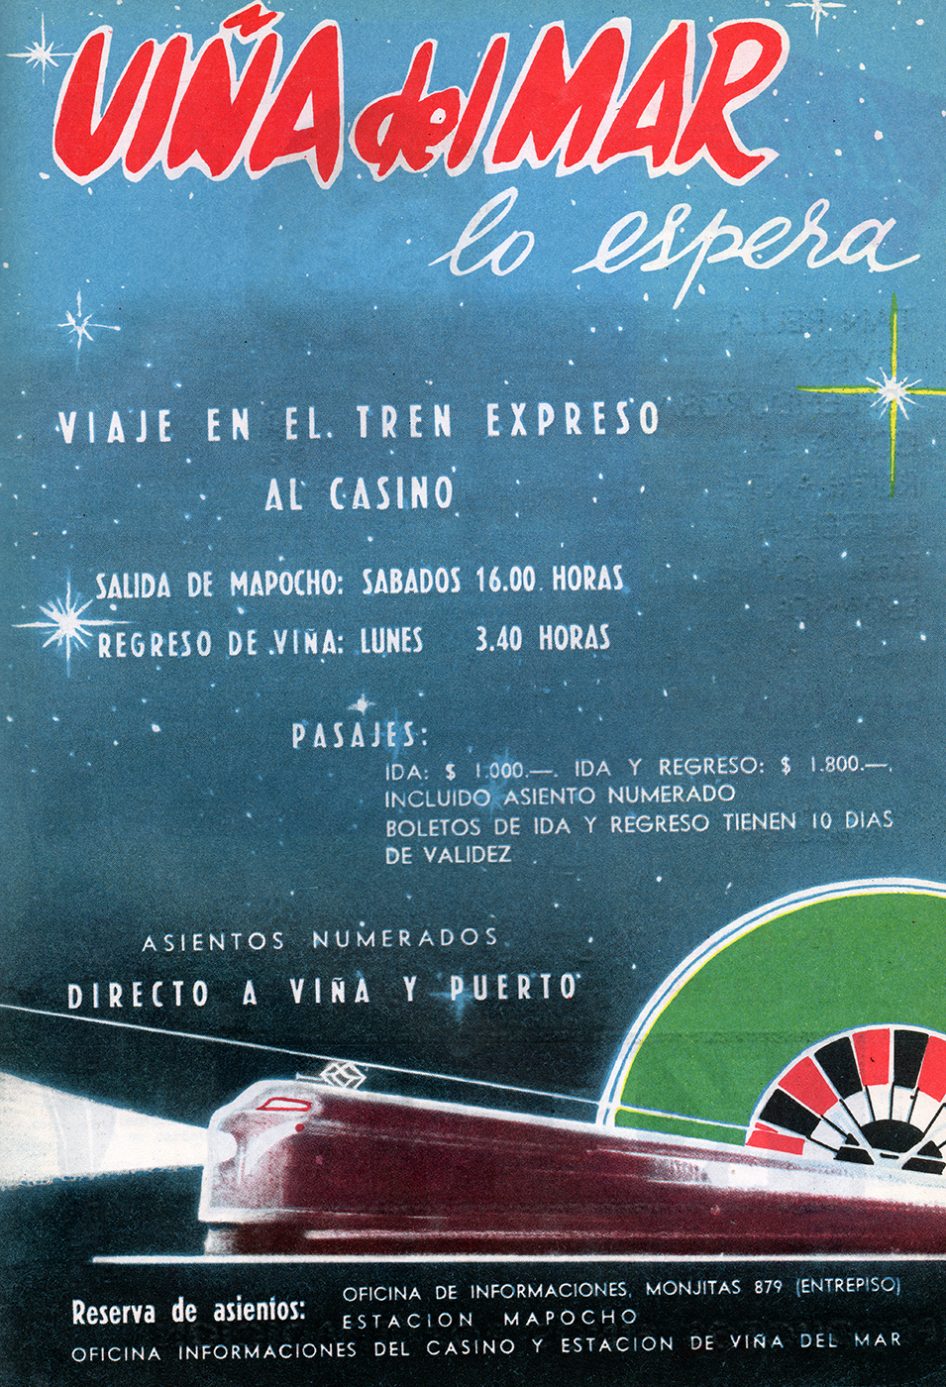 VIÑA del MAR
lo espera
VIAJE EN EL TREN EXPRESO
AL CASINO
SALIDA DE MAPOCHO: SABADOS 16.00 HORAS
REGRESO DE VIÑA: LUNES 3.40 HORAS
PASAJES:
IDA: $ 1.000.—. IDA Y REGRESO: $ 1.800.—.
INCLUIDO ASIENTO NUMERADO
BOLETOS DE IDA Y REGRESO TIENEN 10 DIAS
DE VALIDEZ
ASIENTOS NUMERADOS
DIRECTO A VIÑA Y PUERTO
Reserva de asientos:
OFICINA DE INFORMACIONES, MONJITAS 879 (ENTREPISO)
ESTACION MAPOCHO
OFICINA INFORMACIONES DEL CASINO Y ESTACION DE VIÑA DEL MAR